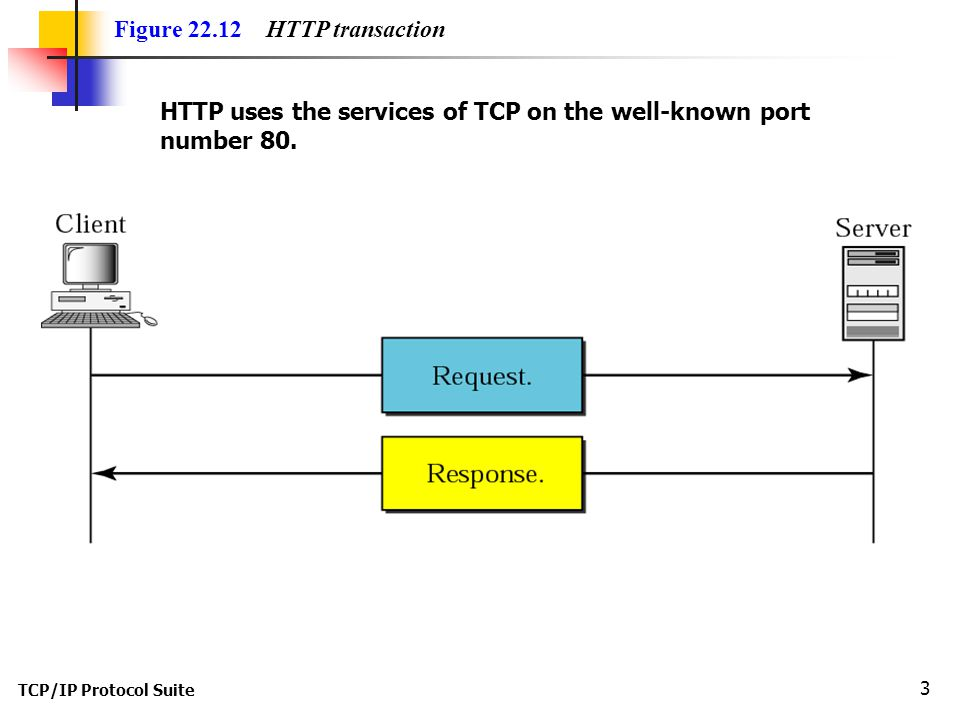 Figure 22.12 HTTP transaction
HTTP uses the services of TCP on the well-known port
number 80.
Client
Server
Request.
Response.
TCP/IP Protocol Suite
3